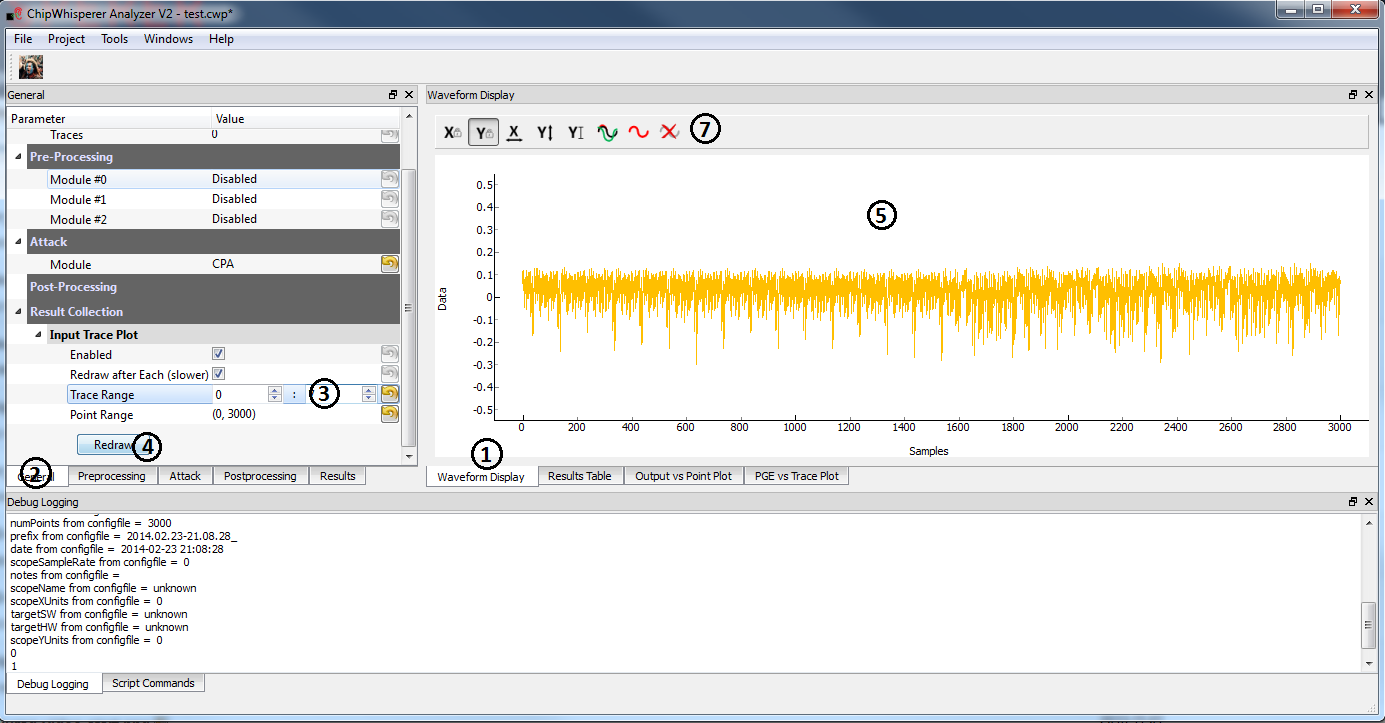 ChipWhisperer Analyzer V2 - test.cwp*
File Project Tools Windows Help
General
Parameter Value
Traces 0
Pre-Processing
Module #0 Disabled
Module #1 Disabled
Module #2 Disabled
Attack
Module CPA
Post-Processing
Result Collection
Input Trace Plot
Enabled
Redraw after Each (slower)
Trace Range 0 : 3
Point Range (0, 3000)
Redraw 4
2 General Preprocessing Attack Postprocessing Results
Waveform Display
X Y X Y Y 7
5
0.5
0.4
0.3
0.2
0.1
0
-0.1
-0.2
-0.3
-0.4
-0.5
Data
0 200 400 600 800 1000 1200 1400 1600 1800 2000 2200 2400 2600 2800 3000
Samples
1
Waveform Display Results Table Output vs Point Plot PGE vs Trace Plot
Debug Logging
numPoints from configfile = 3000
prefix from configfile = 2014.02.23-21.08.28_
date from configfile = 2014-02-23 21:08:28
scopeSampleRate from configfile = 0
notes from configfile =
scopeName from configfile = unknown
scopeXUnits from configfile = 0
targetSW from configfile = unknown
targetHW from configfile = unknown
scopeYUnits from configfile = 0
0
1
Debug Logging Script Commands